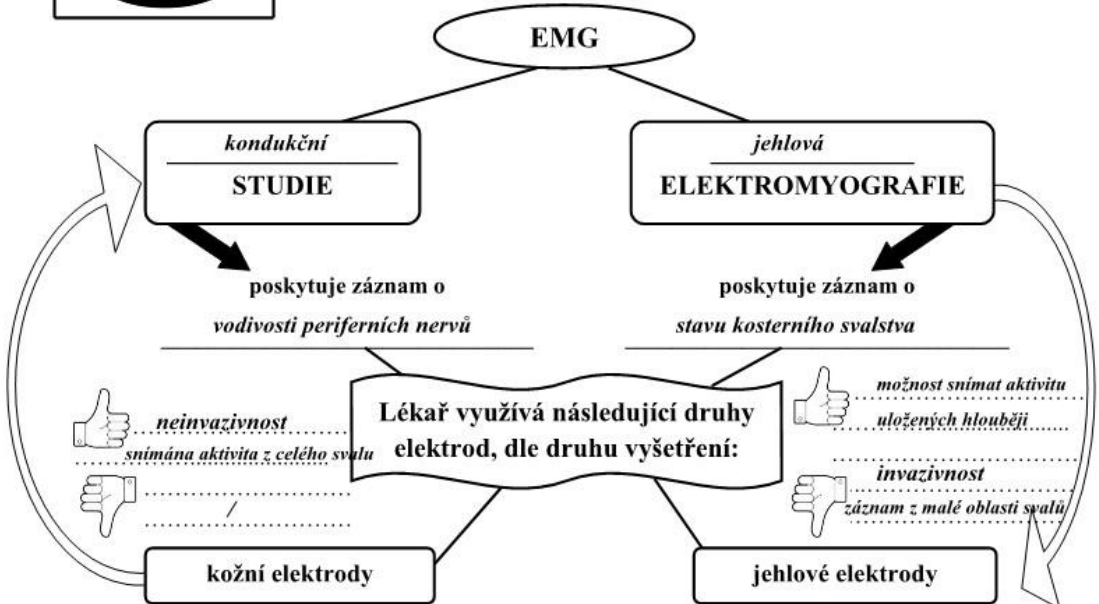 EMG
kondukční
STUDIE
jehlová
ELEKTROMYOGRAFIE
poskytuje záznam o
vodivosti periferních nervů
poskytuje záznam o
stavu kosterního svalstva
Lékař využívá následující druhy
elektrod, dle druhu vyšetření:
neinvazivnost
snímána aktivita z celého svalu
/
možnost snímat aktivitu
uložených hlouběji
invazivnost
záznam z malé oblasti svalů
kožní elektrody
jehlové elektrody